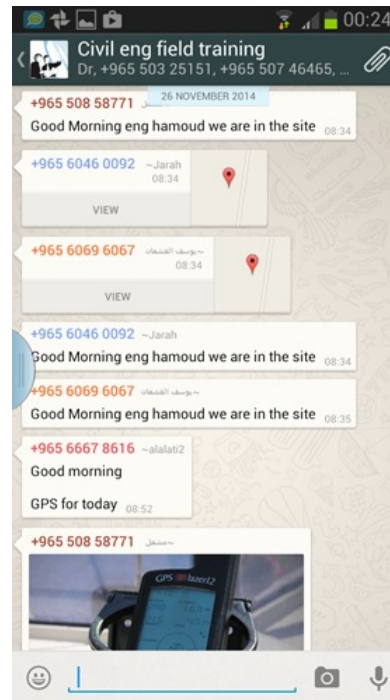 00:24
Civil eng field training
Dr, +965 503 25151, +965 507 46465, ...
26 NOVEMBER 2014
+965 508 58771 ~مشعل
Good Morning eng hamoud we are in the site 08:34
+965 6046 0092 ~Jarah
08:34
VIEW
+965 6069 6067 ~يوسف
08:34
VIEW
+965 6046 0092 ~Jarah
Good Morning eng hamoud we are in the site 08:34
+965 6069 6067 ~يوسف
Good Morning eng hamoud we are in the site 08:35
+965 6667 8616 ~alalati2
Good morning
GPS for today 08:52
+965 508 58771 ~مشعل
GPS